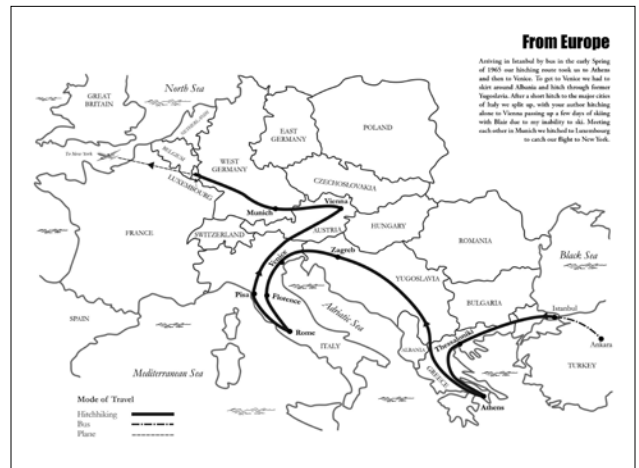 From Europe
Arriving in Istanbul by bus in the early Spring
of 1965 our hitching route took us to Athens
and then to Venice. To get to Venice we had to
skirt around Albania and hitch through former
Yugoslavia. After a short hitch to the major cities
of Italy we split up, with your author hitching
alone to Vienna passing up a few days of skiing
with Blair due to my inability to ski. Meeting
each other in Munich we hitched to Luxembourg
to catch our flight to New York.
North Sea
GREAT
BRITAIN
NETHERLANDS
EAST
GERMANY
POLAND
To New York
BELGIUM
WEST
GERMANY
LUXEMBOURG
CZECHOSLOVAKIA
Munich
Vienna
FRANCE
SWITZERLAND
AUSTRIA
HUNGARY
ROMANIA
Zagreb
Venice
Black Sea
YUGOSLAVIA
Pisa
Florence
BULGARIA
Adriatic Sea
Istanbul
SPAIN
Rome
ALBANIA
Thessaloniki
Ankara
ITALY
TURKEY
Mediterranean Sea
GREECE
Athens
Mode of Travel
Hitchhiking
Bus
Plane